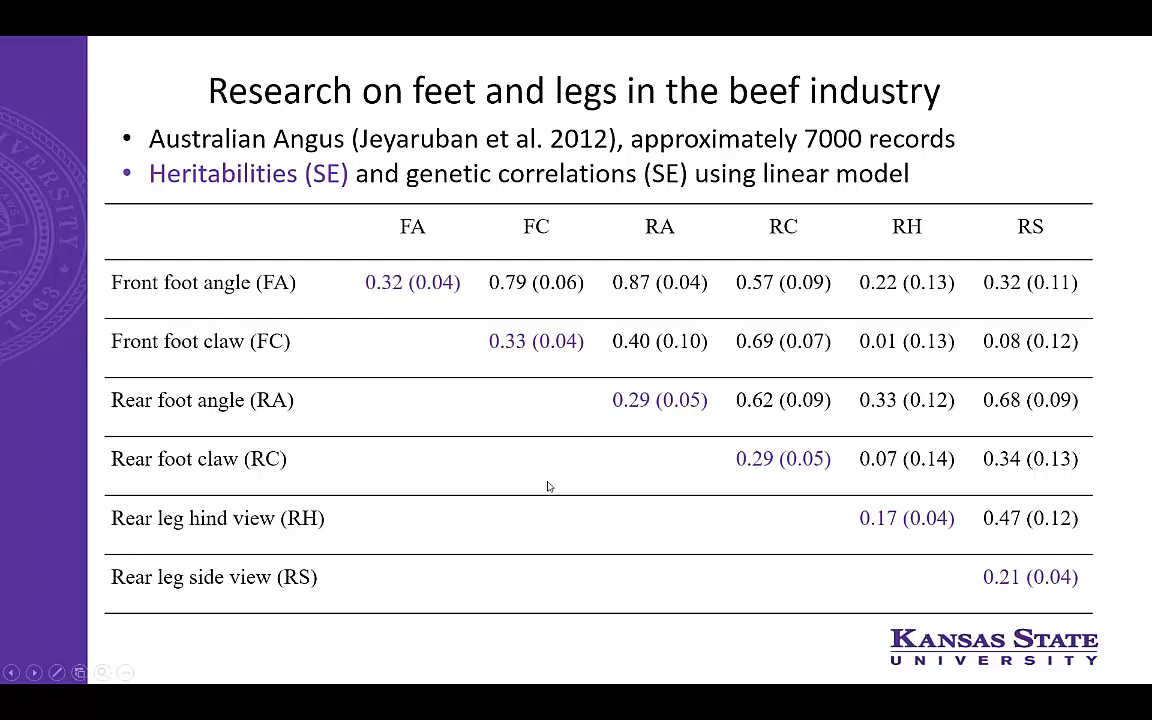 Research on feet and legs in the beef industry
• Australian Angus (Jeyaruban et al. 2012), approximately 7000 records
• Heritabilities (SE) and genetic correlations (SE) using linear model
FA FC RA RC RH RS
Front foot angle (FA) 0.32 (0.04) 0.79 (0.06) 0.87 (0.04) 0.57 (0.09) 0.22 (0.13) 0.32 (0.11)
Front foot claw (FC) 0.33 (0.04) 0.40 (0.10) 0.69 (0.07) 0.01 (0.13) 0.08 (0.12)
Rear foot angle (RA) 0.29 (0.05) 0.62 (0.09) 0.33 (0.12) 0.68 (0.09)
Rear foot claw (RC) 0.29 (0.05) 0.07 (0.14) 0.34 (0.13)
Rear leg hind view (RH) 0.17 (0.04) 0.47 (0.12)
Rear leg side view (RS) 0.21 (0.04)
KANSAS STATE
UNIVERSITY
1863